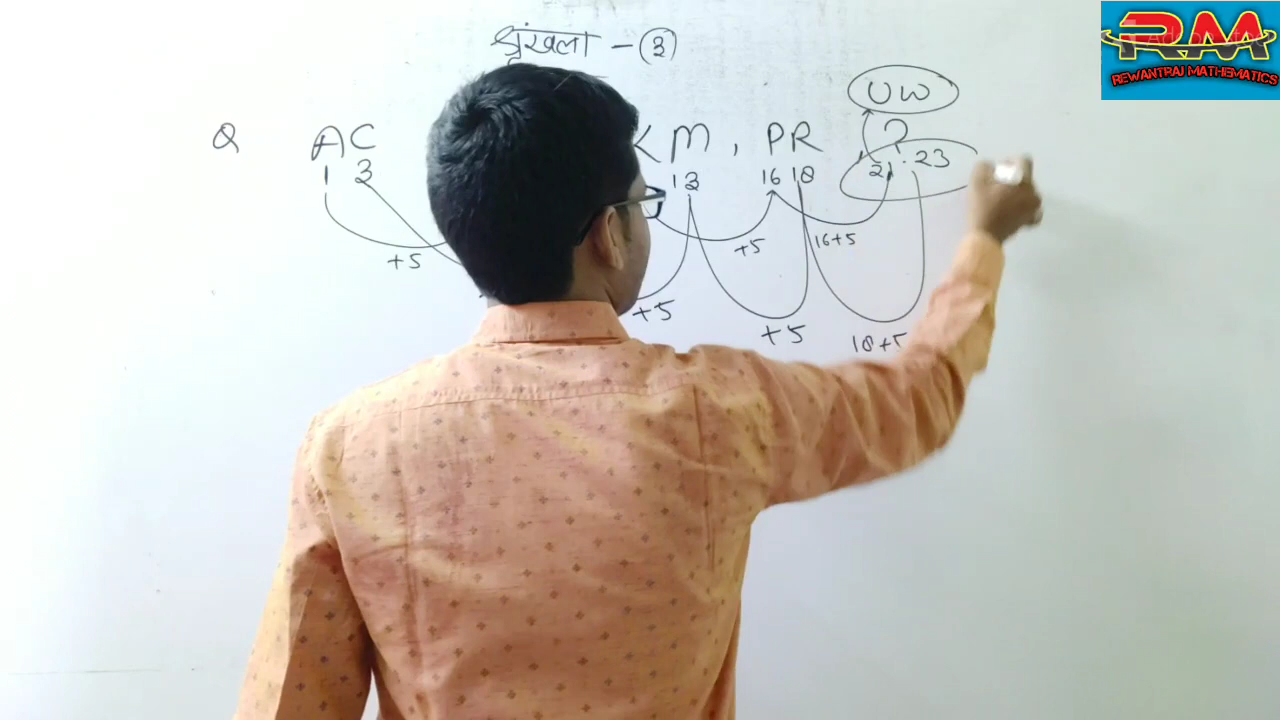 श्रृंखला - ③
UW
Q AC KM, PR ?
1 3 13 16 18 21 23
+5 +5 16+5
+5 +5 18+5
RM
REWANTRAJ MATHEMATICS